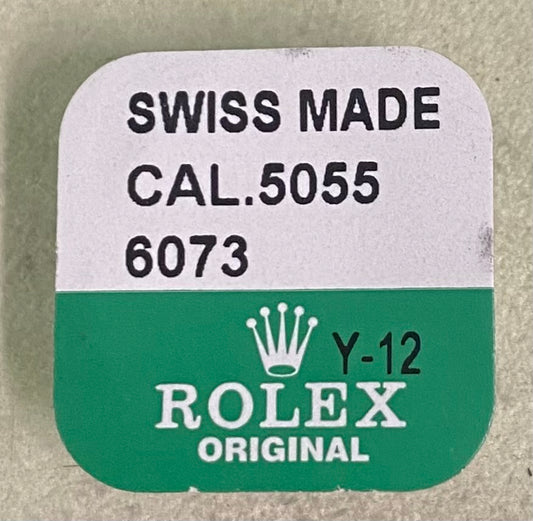 SWISS MADE
CAL.5055
6073
Y-12
ROLEX
ORIGINAL